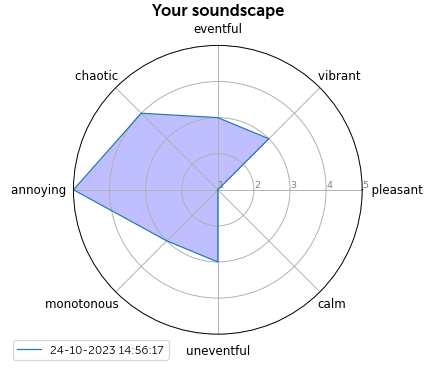 Your soundscape
eventful
chaotic
vibrant
annoying
1 2 3 4 5
pleasant
monotonous
calm
uneventful
24-10-2023 14:56:17